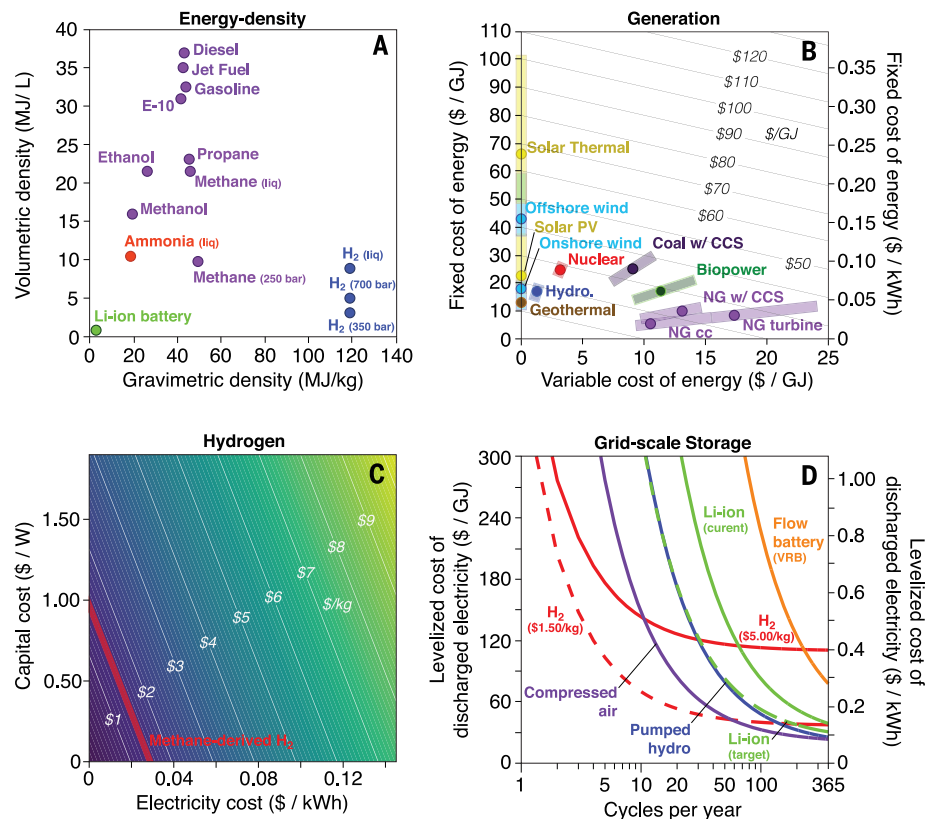 Energy-density
A
40
35
30
25
20
15
10
5
0
Volumetric density (MJ/ L)
Diesel
Jet Fuel
Gasoline
E-10
Ethanol
Propane
Methane (liq)
Methanol
Ammonia (liq)
Methane (250 bar)
H2 (liq)
H2 (700 bar)
H2 (350 bar)
Li-ion battery
0 20 40 60 80 100 120 140
Gravimetric density (MJ/kg)
Generation
B
110
100
90
80
70
60
50
40
30
20
10
0
Fixed cost of energy ($ / GJ)
$120
$110
$100
$90 $/GJ
$80
$70
$60
$50
Solar Thermal
Offshore wind
Solar PV
Onshore wind
Nuclear
Coal w/ CCS
Hydro.
Biopower
Geothermal
NG w/ CCS
NG cc
NG turbine
0.35
0.30
0.25
0.20
0.15
0.10
0.05
0
Fixed cost of energy ($ / kWh)
0 5 10 15 20 25
Variable cost of energy ($ / GJ)
Hydrogen
C
1.50
1.00
0.50
0
Capital cost ($ / W)
$9
$8
$7
$6
$/kg
$5
$4
$3
$2
$1
Methane-derived H2
0 0.04 0.08 0.12
Electricity cost ($ / kWh)
Grid-scale Storage
D
300
240
180
150
120
60
0
Levelized cost of
discharged electricity ($ / GJ)
Li-ion
(curent)
Flow
battery
(VRB)
H2
($1.50/kg)
H2
($5.00/kg)
Compressed
air
Pumped
hydro
Li-ion
(target)
1.00
0.8
0.6
0.4
0.2
0.00
Levelized cost of
discharged electricity ($ / kWh)
1 2 5 10 20 50 100 365
Cycles per year